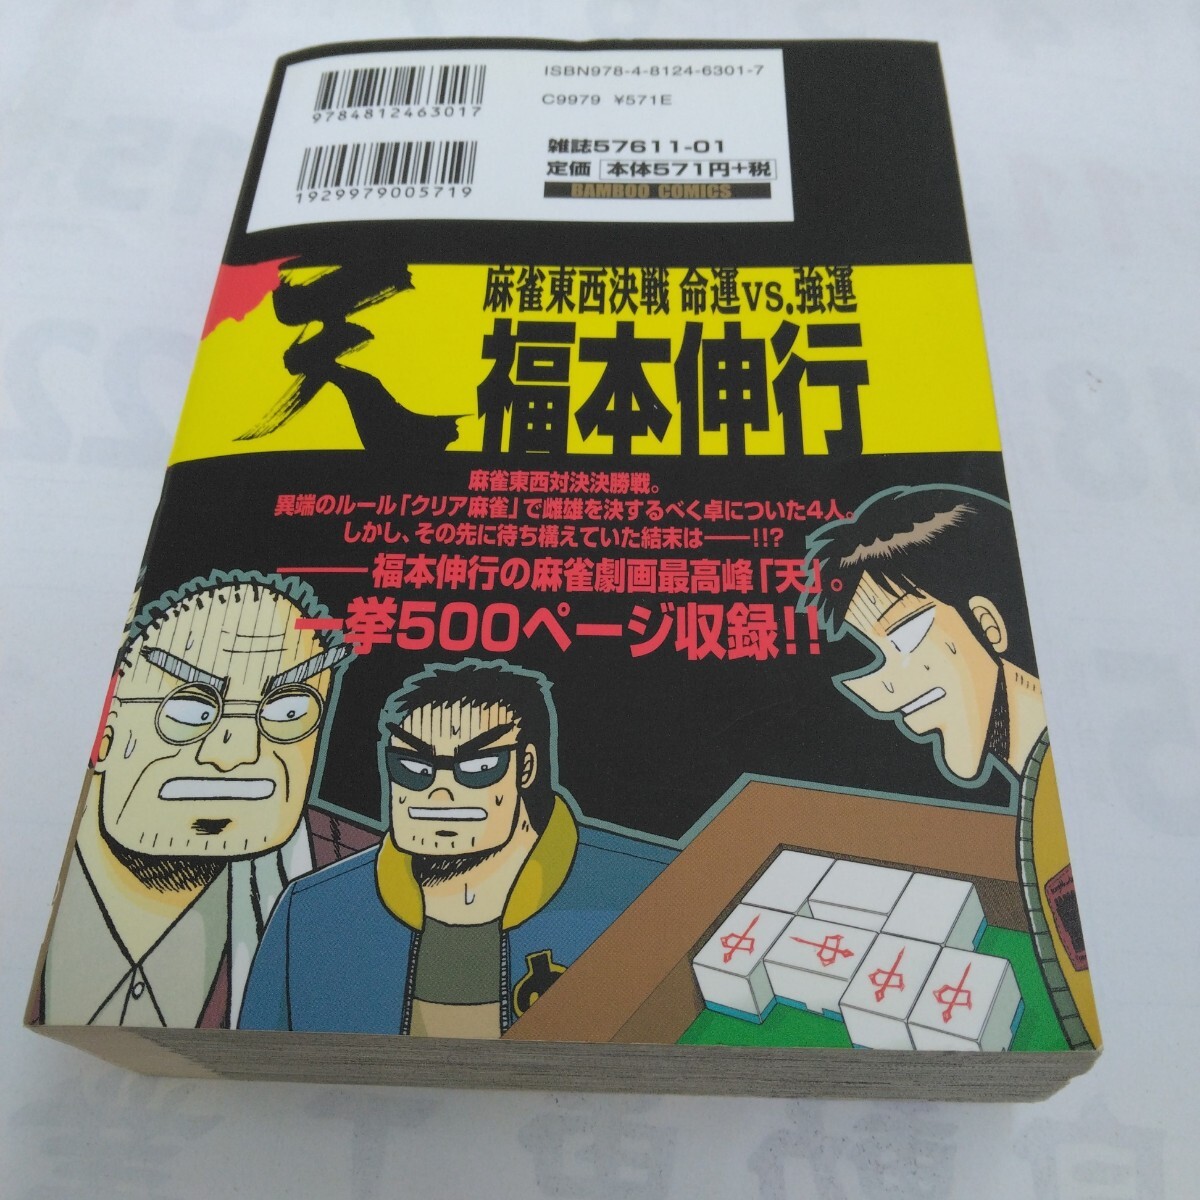 ISBN978-4-8124-6301-7
9784812463017
C9979 ¥571E
雑誌57611-01
定価 本体571円+税
1929979005719
BAMBOO COMICS
天
麻雀東西決戦 命運vs.強運
福本伸行
麻雀東西対決決勝戦。
異端のルール「クリア麻雀」で雌雄を決するべく卓についた4人。
しかし、その先に待ち構えていた結末は――!!?
――福本伸行の麻雀劇画最高峰「天」。
一挙500ページ収録!!
中 中 中 中